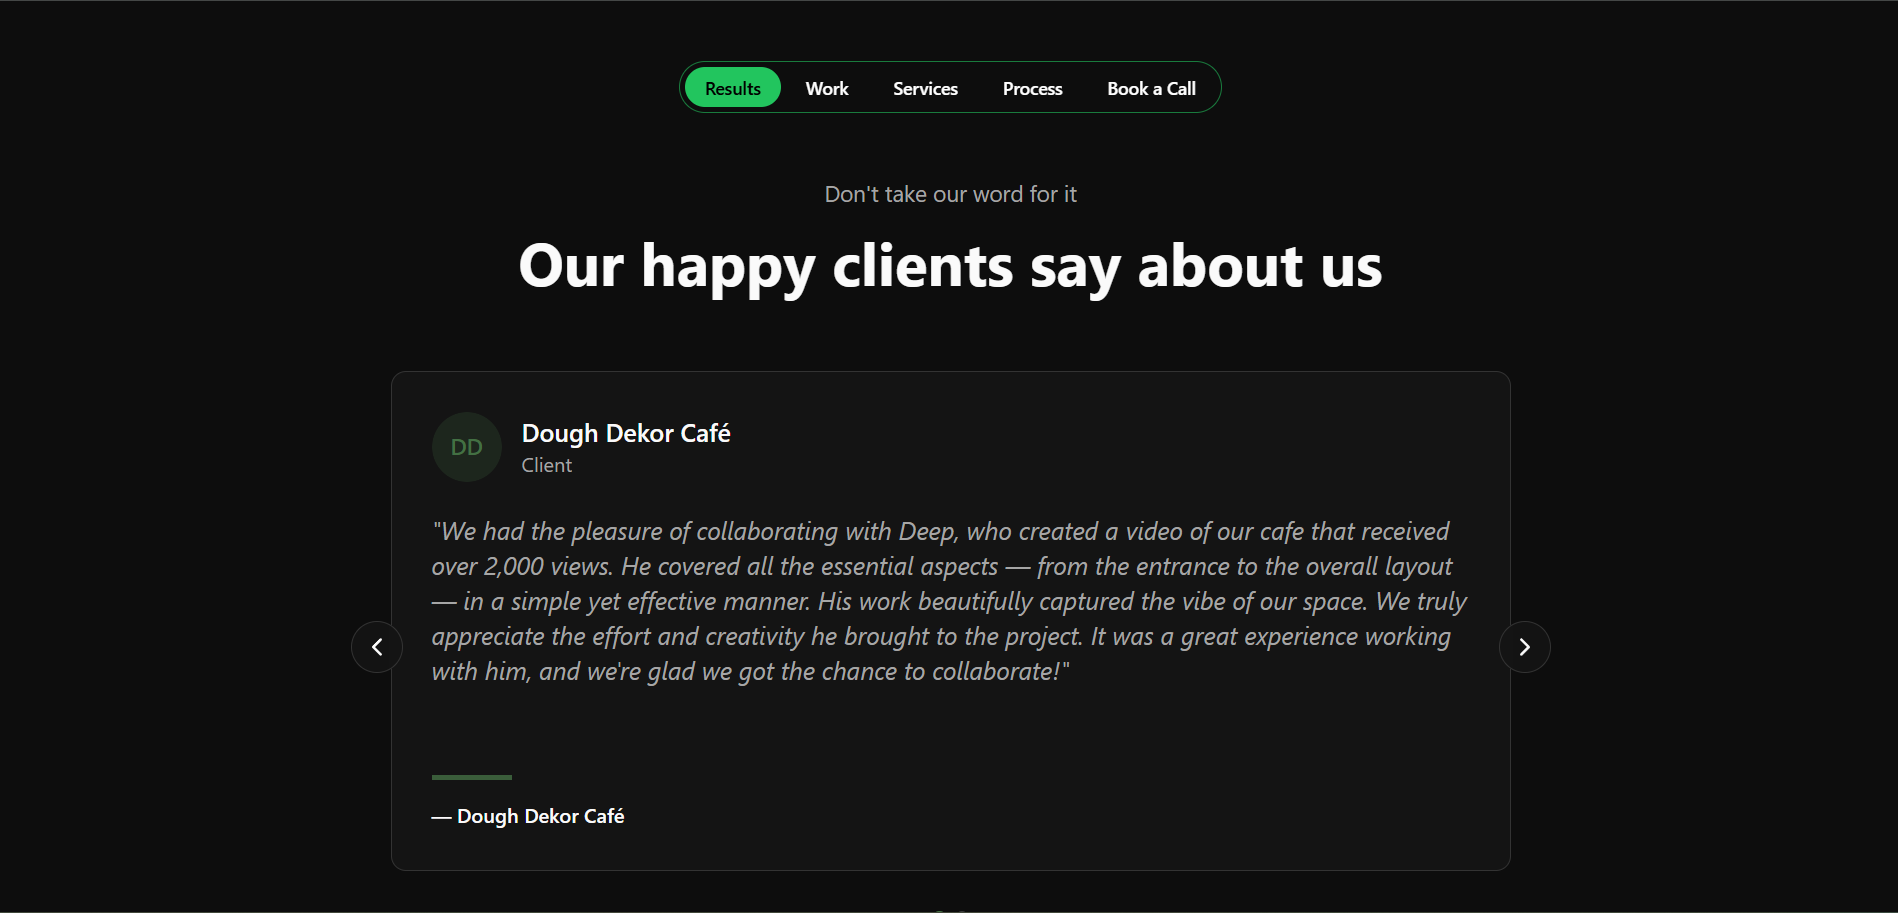 Results Work Services Process Book a Call
Don't take our word for it
Our happy clients say about us
DD
Dough Dekor Café
Client
"We had the pleasure of collaborating with Deep, who created a video of our cafe that received
over 2,000 views. He covered all the essential aspects — from the entrance to the overall layout
— in a simple yet effective manner. His work beautifully captured the vibe of our space. We truly
appreciate the effort and creativity he brought to the project. It was a great experience working
with him, and we're glad we got the chance to collaborate!"
— Dough Dekor Café